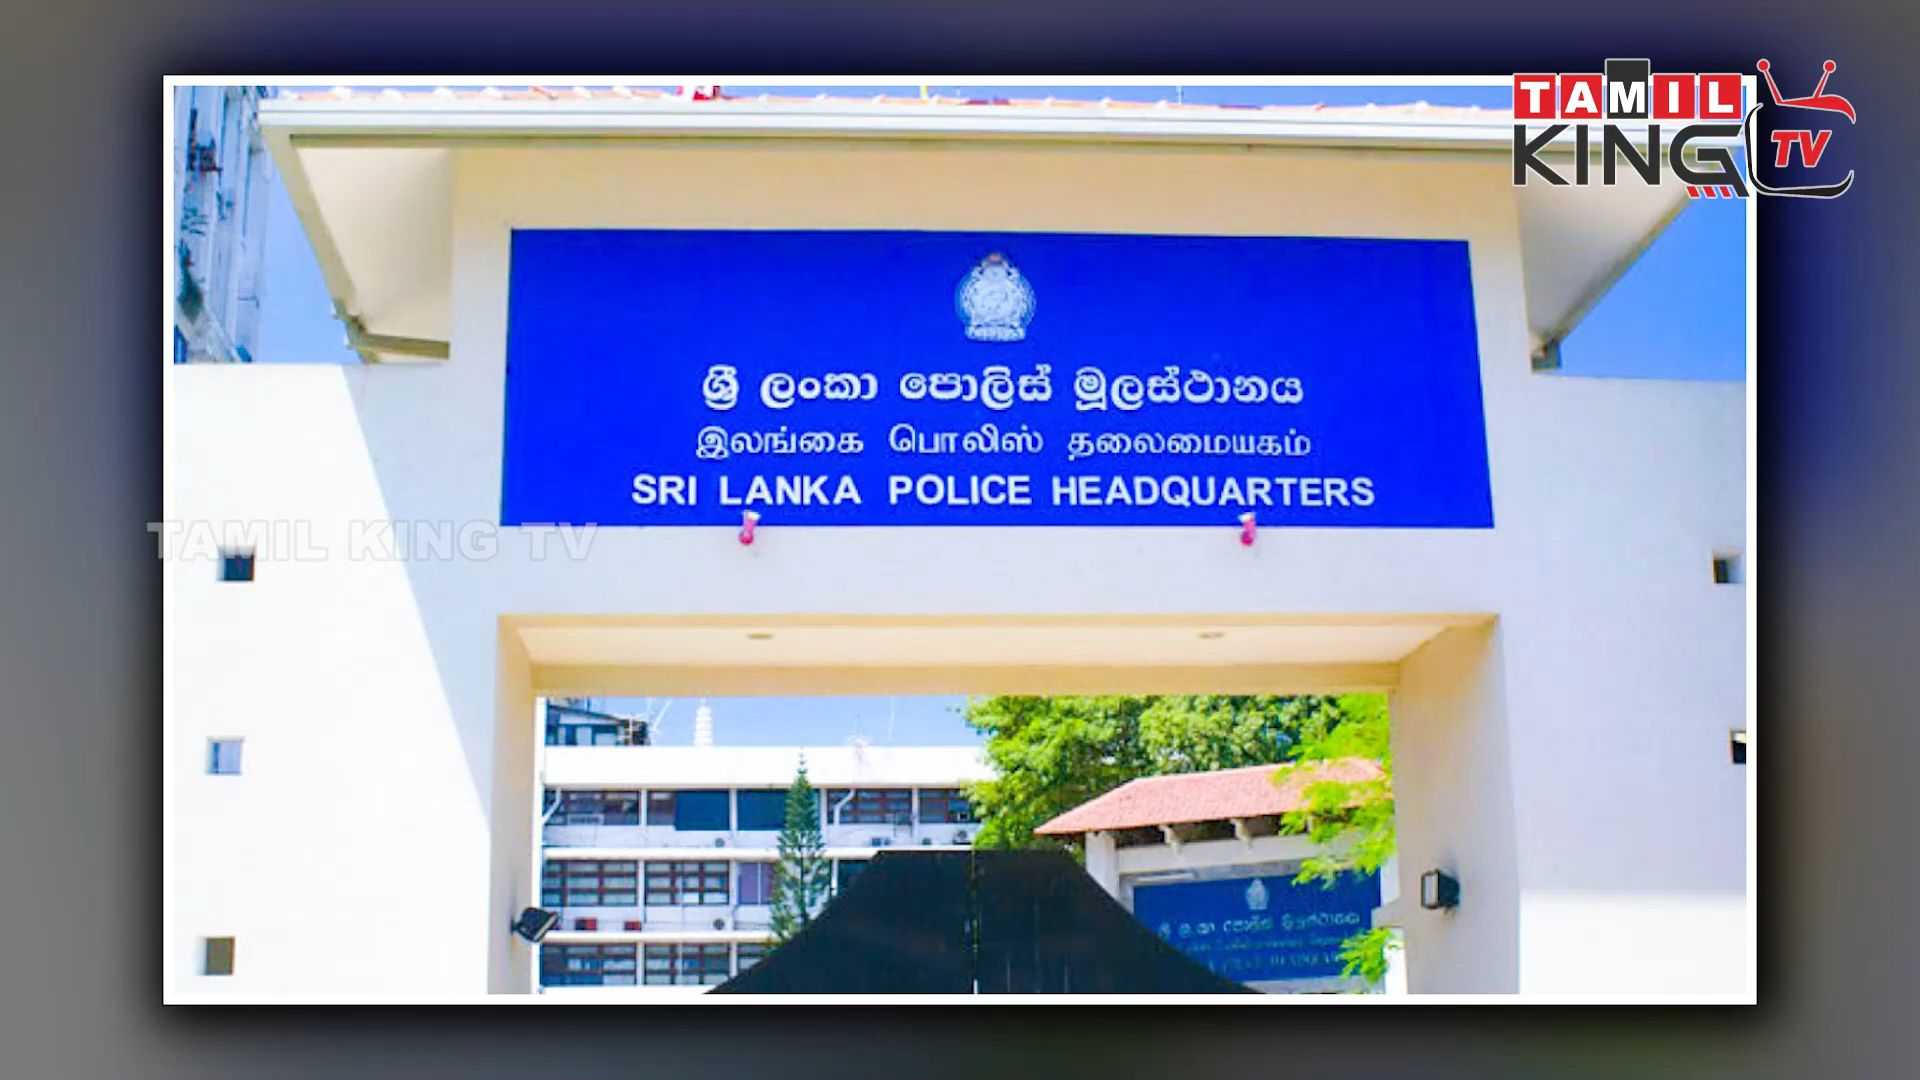 TAMIL
KING TV
ශ්‍රී ලංකා පොලිස් මූලස්ථානය
இலங்கை பொலிஸ் தலைமையகம்
SRI LANKA POLICE HEADQUARTERS
TAMIL KING TV